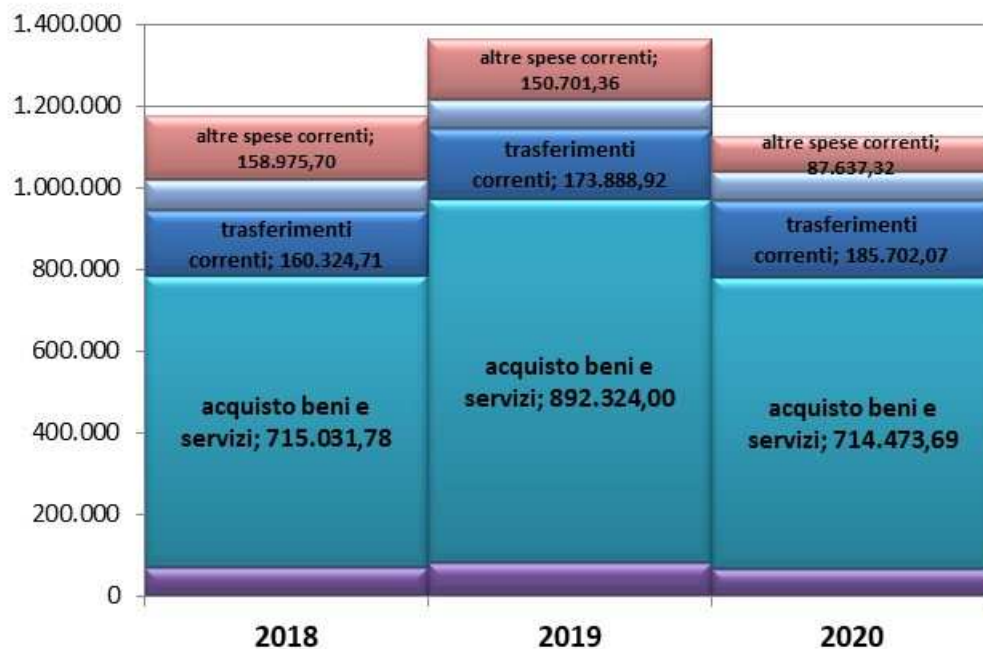 1.400.000
1.200.000
1.000.000
800.000
600.000
400.000
200.000
0
altre spese correnti;
158.975,70
trasferimenti
correnti; 160.324,71
acquisto beni e
servizi; 715.031,78
altre spese correnti;
150.701,36
trasferimenti
correnti; 173.888,92
acquisto beni e
servizi; 892.324,00
altre spese correnti;
87.637,32
trasferimenti
correnti; 185.702,07
acquisto beni e
servizi; 714.473,69
2018
2019
2020